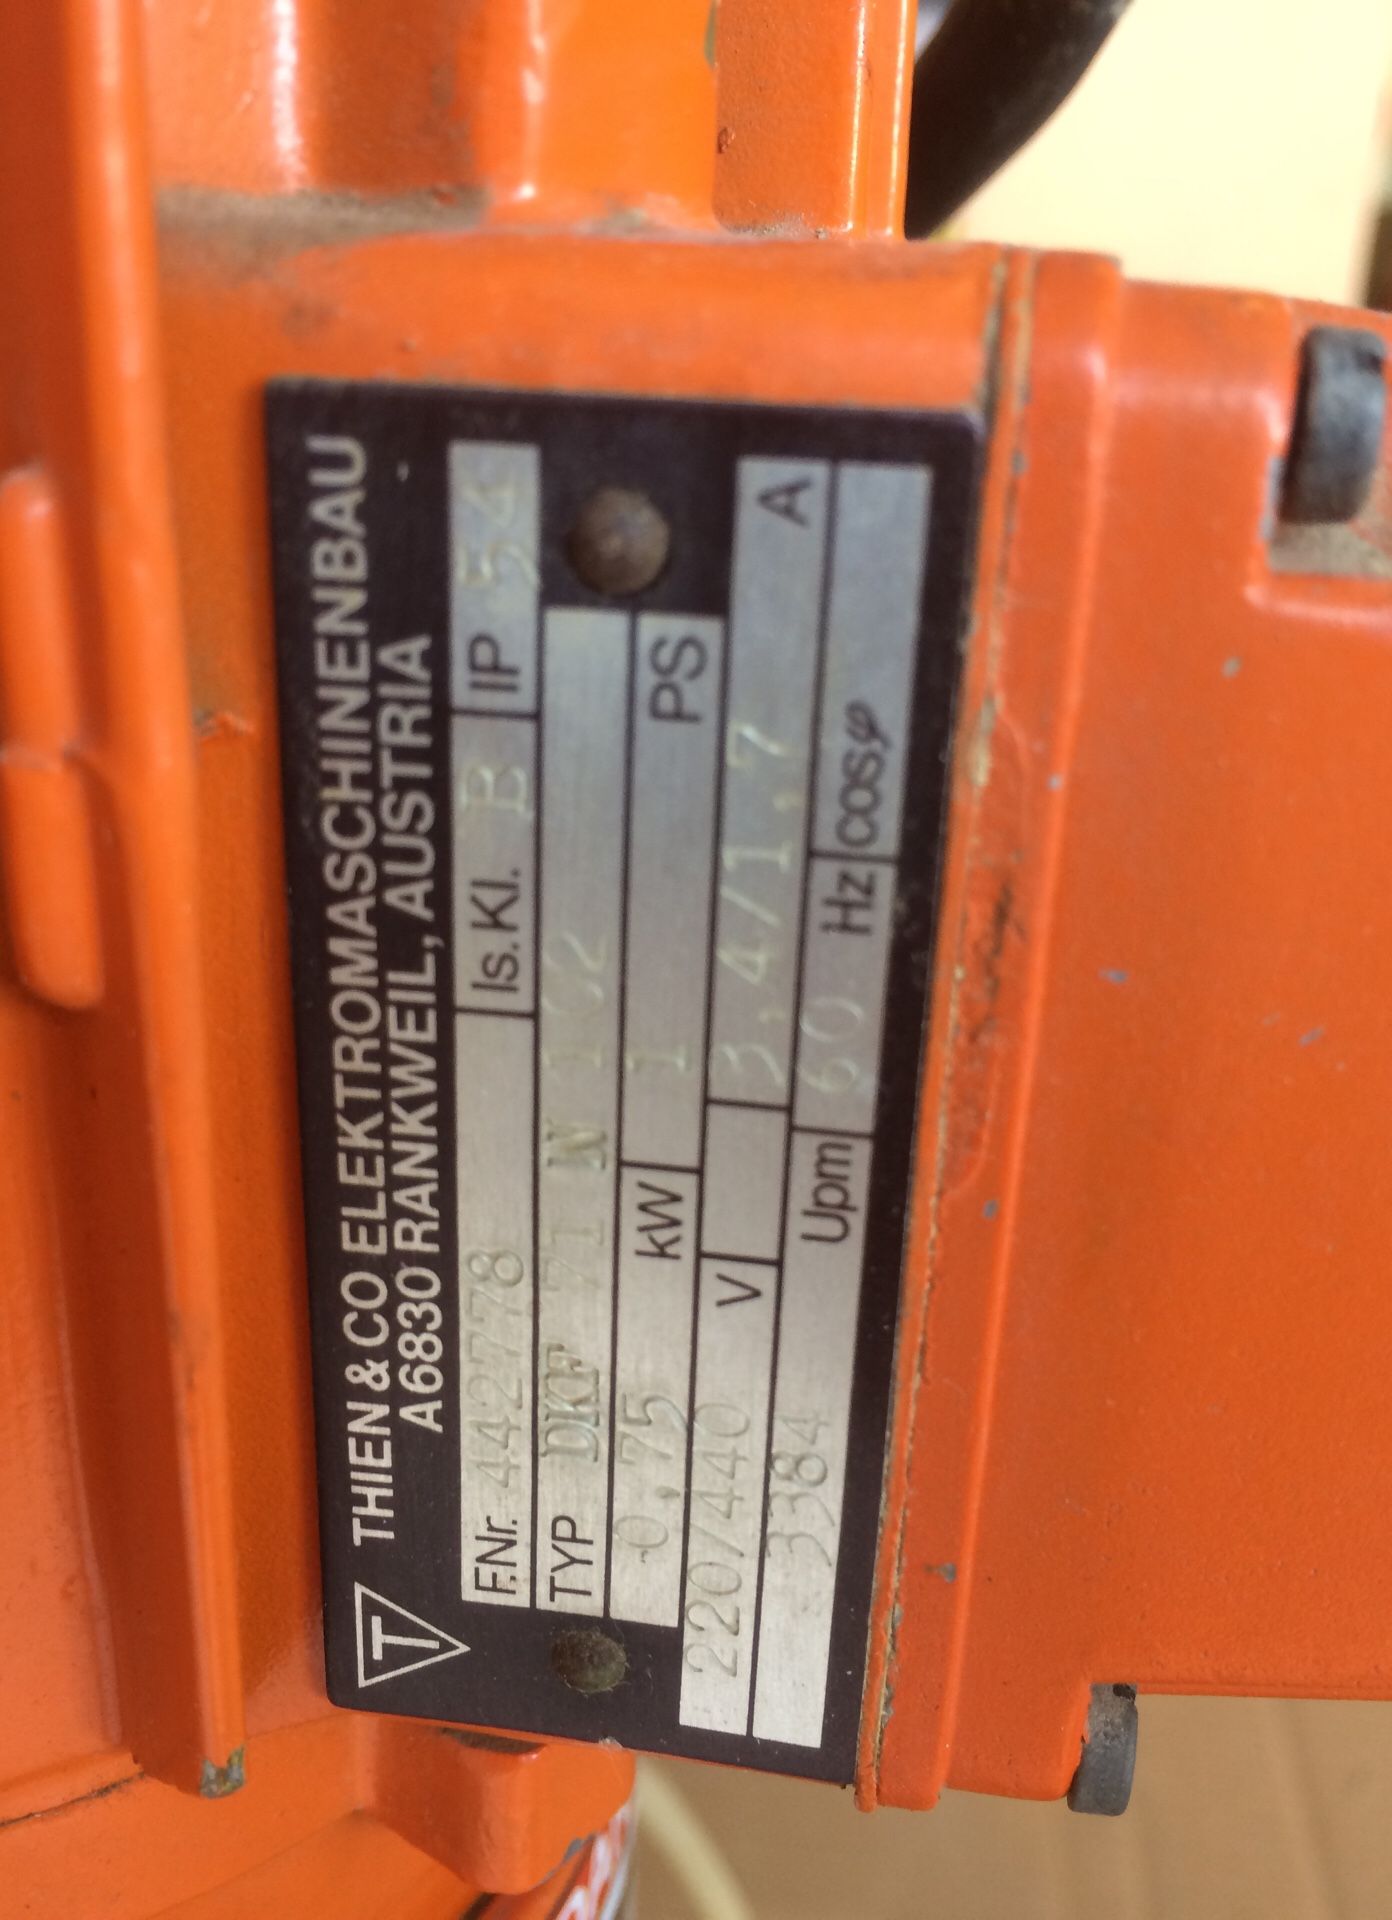 T THIEN & CO ELEKTROMASCHINENBAU
A6830 RANKWEIL, AUSTRIA
F.Nr. 442778 Is.Kl. B IP 54
TYP DKF 71 N 102
0,75 kW 1 PS
220/440 V 3,4/1,7 A
3384 Upm 60 Hz cosφ